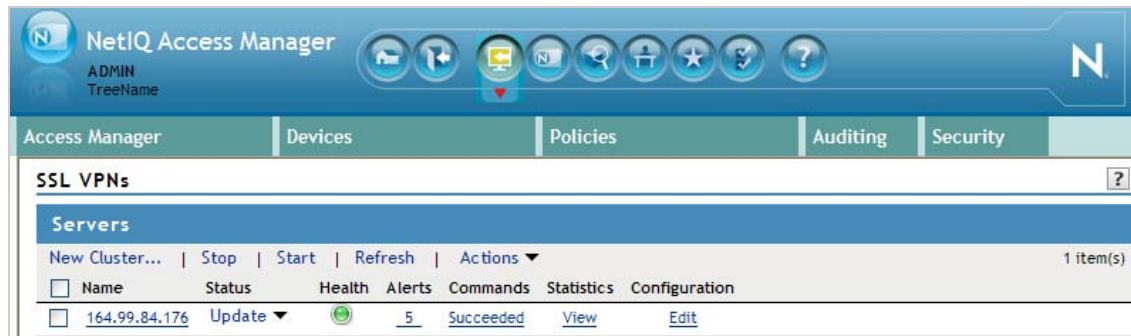 NetIQ Access Manager
ADMIN
TreeName
N
N
?
N
Access Manager Devices Policies Auditing Security
SSL VPNs ?
Servers
New Cluster... | Stop | Start | Refresh | Actions 1 item(s)
Name Status Health Alerts Commands Statistics Configuration
164.99.84.176 Update 5 Succeeded View Edit